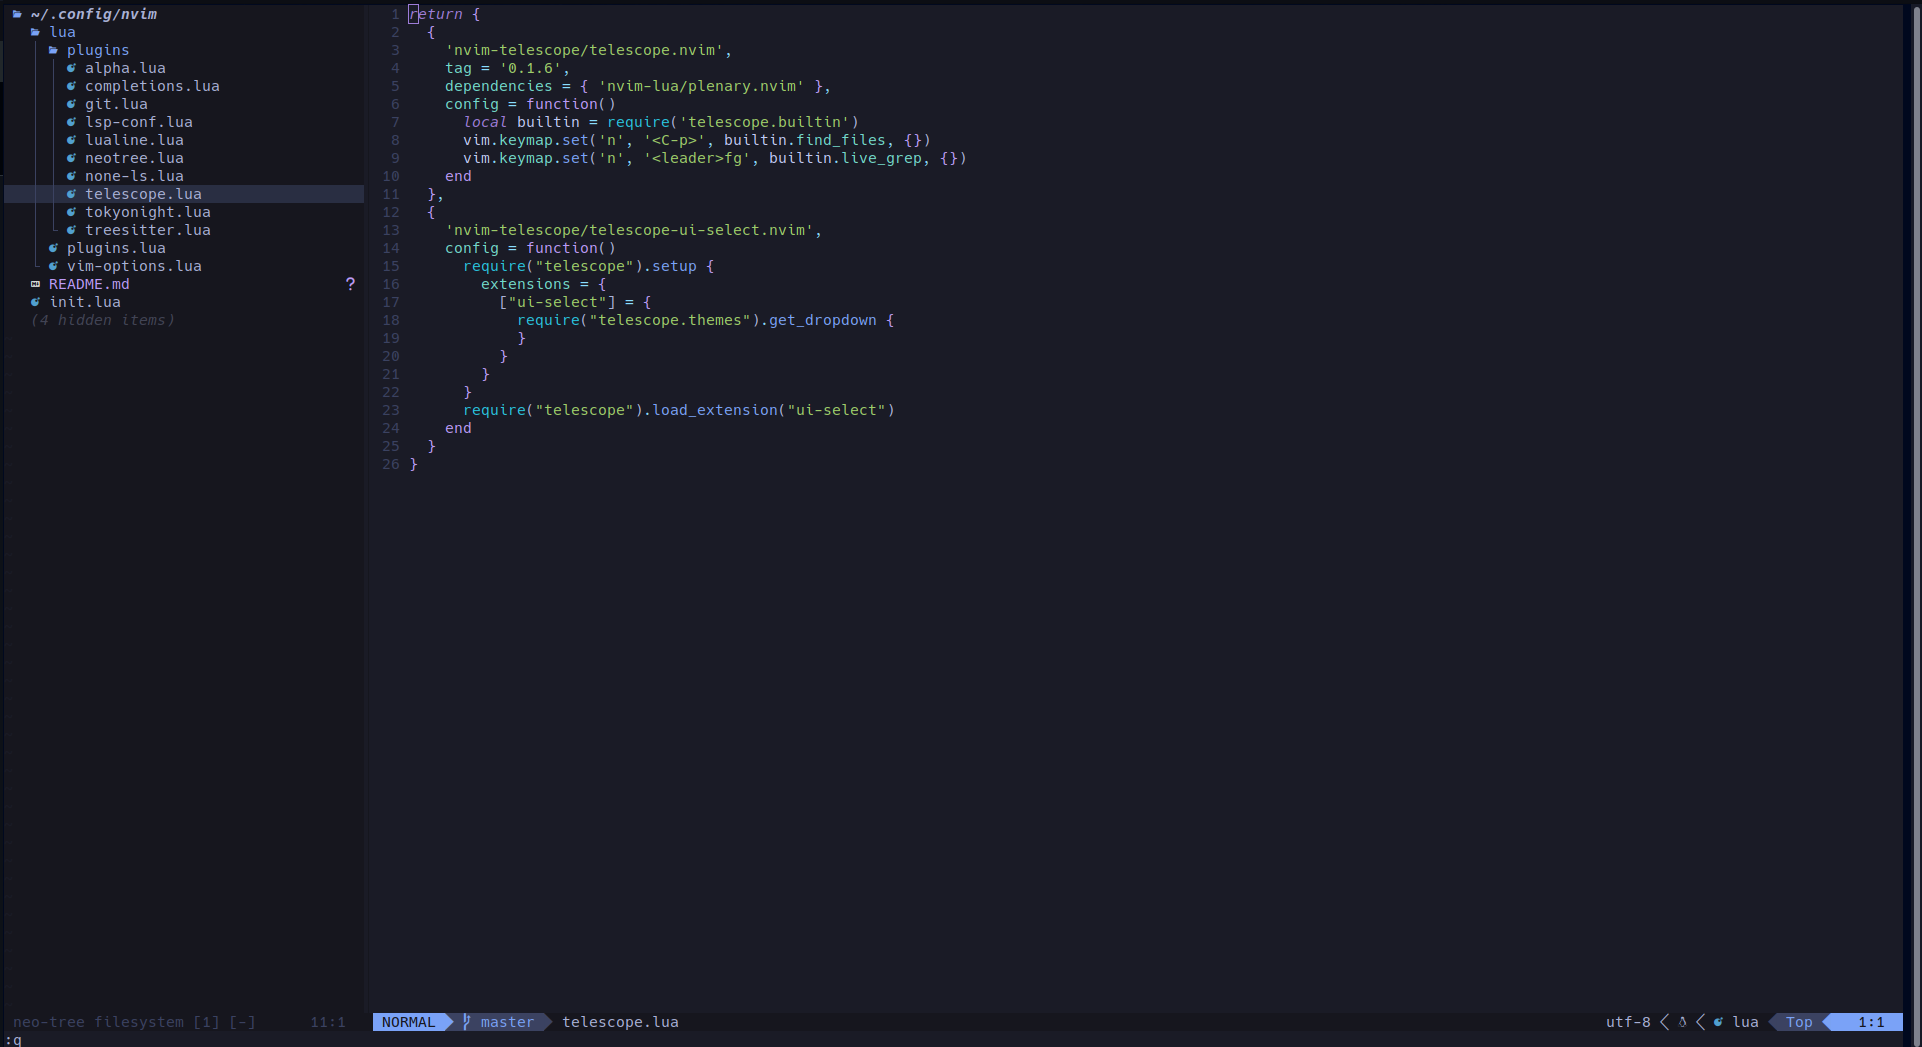 ~/.config/nvim
lua
plugins
alpha.lua
completions.lua
git.lua
lsp-conf.lua
lualine.lua
neotree.lua
none-ls.lua
telescope.lua
tokyonight.lua
treesitter.lua
plugins.lua
vim-options.lua
README.md ?
init.lua
(4 hidden items)
neo-tree filesystem [1] [-] 11:1
1 return {
2   {
3     'nvim-telescope/telescope.nvim',
4     tag = '0.1.6',
5     dependencies = { 'nvim-lua/plenary.nvim' },
6     config = function()
7       local builtin = require('telescope.builtin')
8       vim.keymap.set('n', '<C-p>', builtin.find_files, {})
9       vim.keymap.set('n', '<leader>fg', builtin.live_grep, {})
10     end
11   },
12   {
13     'nvim-telescope/telescope-ui-select.nvim',
14     config = function()
15       require("telescope").setup {
16         extensions = {
17           ["ui-select"] = {
18             require("telescope.themes").get_dropdown {
19             }
20           }
21         }
22       }
23       require("telescope").load_extension("ui-select")
24     end
25   }
26 }
NORMAL master telescope.lua utf-8 lua Top 1:1
:q